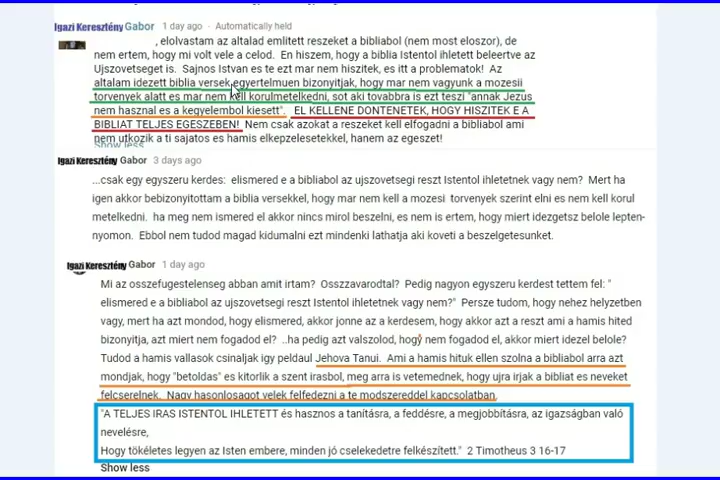 Igazi Keresztény Gabor 1 day ago · Automatically held
, elolvastam az altalad emlitett reszeket a bibliabol (nem most eloszor), de
nem ertem, hogy mi volt vele a celod. En hiszem, hogy a biblia Istentol ihletett beleertve az
Ujszovetseget is. Sajnos Istvan es te ezt mar nem hiszitek, es itt a problematok! Az
altalam idezett biblia versek egyertelmuen bizonyitjak, hogy mar nem vagyunk a mozesii
torvenyek alatt es mar nem kell korulmetelkedni, sot aki tovabbra is ezt teszi "annak Jezus
nem hasznal es a kegyelembol kiesett". EL KELLENE DONTENETEK, HOGY HISZITEK E A
BIBLIAT TELJES EGESZEBEN! Nem csak azokat a reszeket kell elfogadni a bibliabol ami
nem utkozik a ti sajatos es hamis elkepzelesetekkel, hanem az egeszet!
Show less
Igazi Keresztény Gabor 3 days ago
...csak egy egyszeru kerdes: elismered e a bibliabol az ujszovetsegi reszt Istentol ihletetnek vagy nem? Mert ha
igen akkor bebizonyitottam a biblia versekkel, hogy mar nem kell a mozesi torvenyek szerint elni es nem kell korul
metelkedni. ha meg nem ismered el akkor nincs mirol beszelni, es nem is ertem, hogy miert idezgetsz belole lepten-
nyomon. Ebbol nem tudod magad kidumalni ezt mindenki lathatja aki koveti a beszelgetesunket.
Igazi Keresztény Gabor 1 day ago
Mi az osszefugestelenseg abban amit irtam? Osszzavarodtal? Pedig nagyon egyszeru kerdest tettem fel: "
elismered e a bibliabol az ujszovetsegi reszt Istentol ihletetnek vagy nem?" Persze tudom, hogy nehez helyzetben
vagy, mert ha azt mondod, hogy elismered, akkor jonne az a kerdesem, hogy akkor azt a reszt ami a hamis hited
bizonyitja, azt miert nem fogadod el? ..ha pedig azt valszolod, hogy nem fogadod el, akkor miert idezel belole?
Tudod a hamis vallasok csinaljak igy peldaul Jehova Tanui. Ami a hamis hituk ellen szolna a bibliabol arra azt
mondjak, hogy "betoldas" es kitorlik a szent irasbol, meg arra is vetemednek, hogy ujra irjak a bibliat es neveket
felcserelnek. Nagy hasonlosagot velek felfedezni a te modszereddel kapcsolatban.
"A TELJES IRAS ISTENTOL IHLETETT és hasznos a tanításra, a feddésre, a megjobbításra, az igazságban való
nevelésre,
Hogy tökéletes legyen az Isten embere, minden jó cselekedetre felkészített." 2 Timotheus 3 16-17
Show less